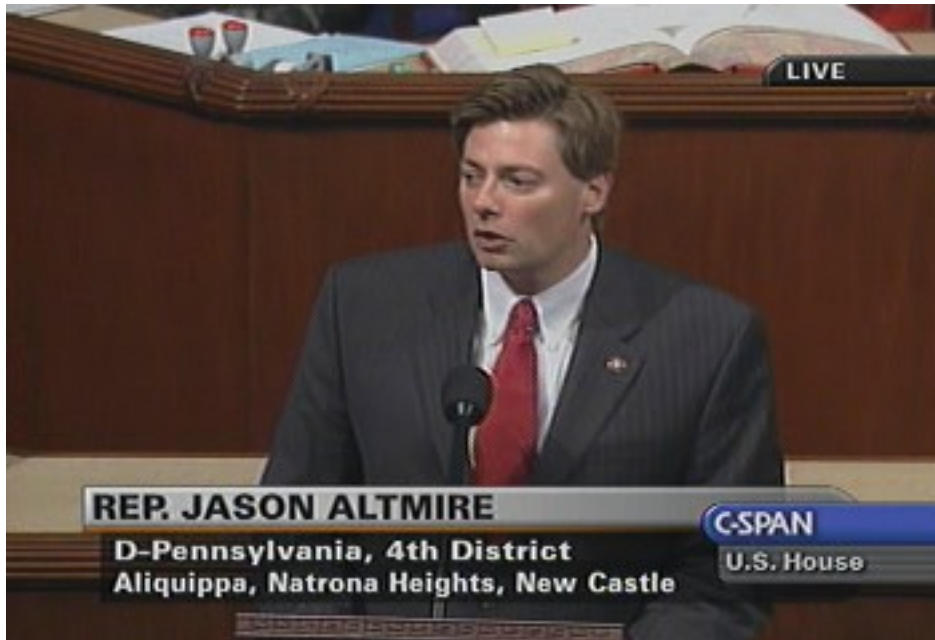 LIVE
REP. JASON ALTMIRE
D-Pennsylvania, 4th District
Aliquippa, Natrona Heights, New Castle
C-SPAN
U.S. House